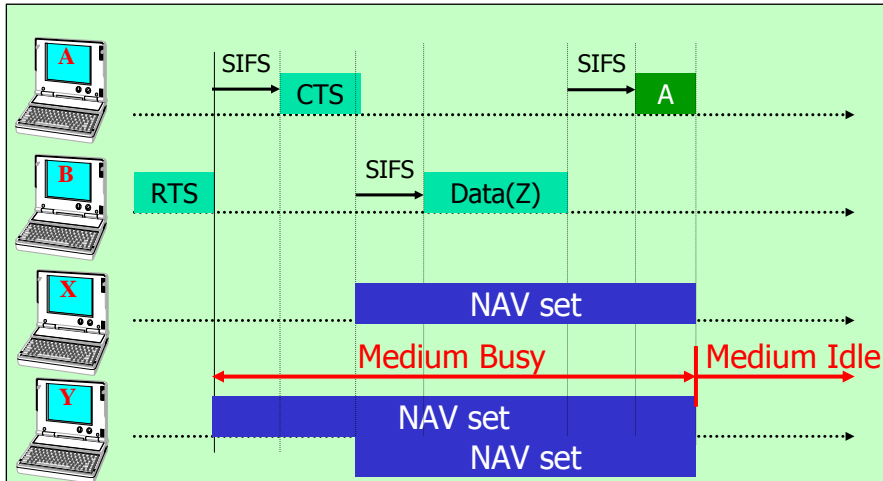 A
SIFS
CTS
SIFS
A
B
RTS
SIFS
Data(Z)
X
NAV set
Medium Busy
Medium Idle
Y
NAV set
NAV set